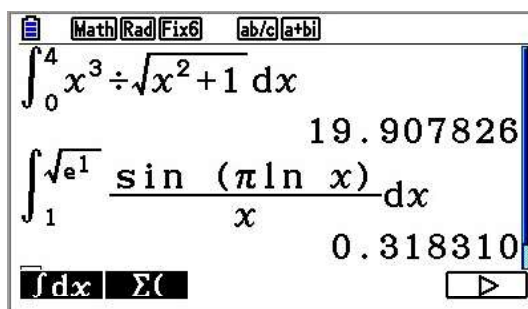 Math Rad Fix6 ab/c a+bi
∫₀⁴ x³÷√(x²+1) dx
19.907826
∫₁^√(e¹) sin (πln x)/x dx
0.318310
∫dx Σ( ▷